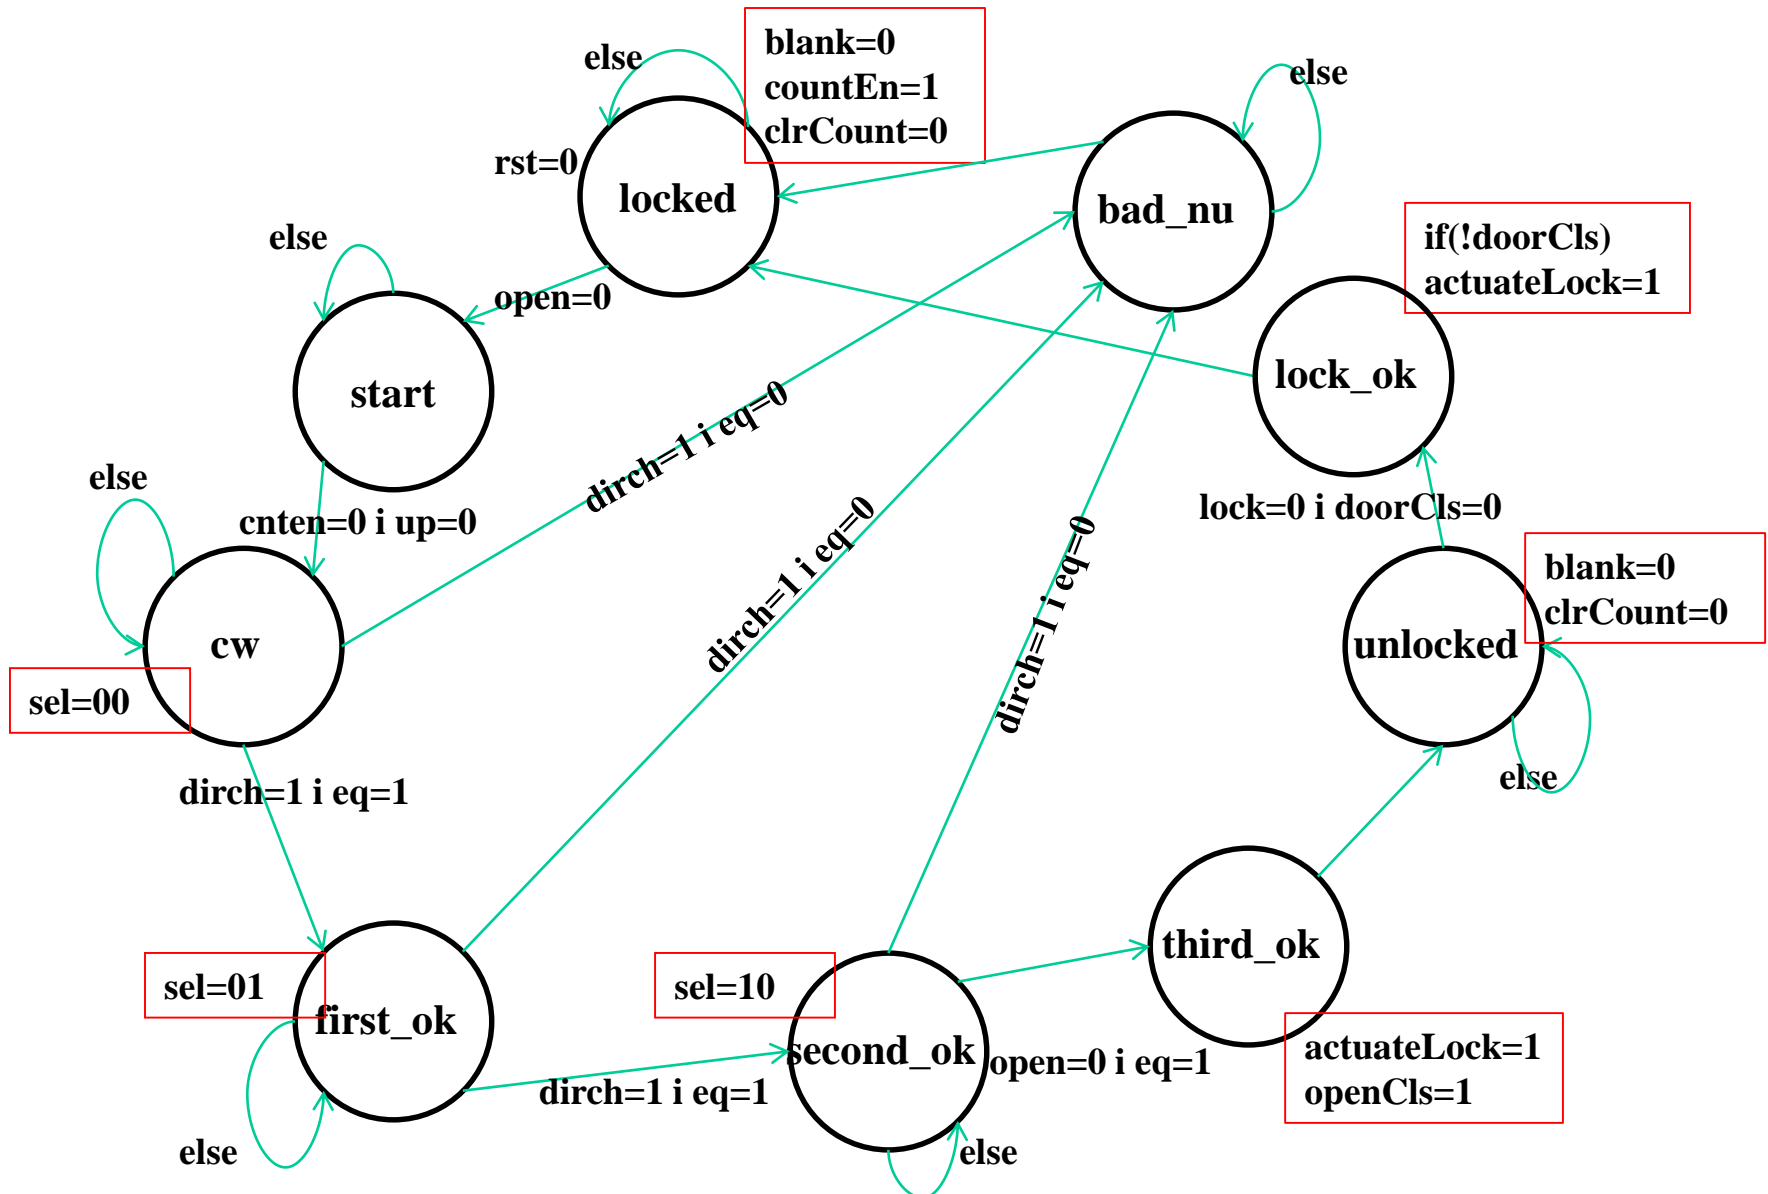 else
blank=0
countEn=1
clrCount=0
else
rst=0
locked
bad_nu
else
if(!doorCls)
actuateLock=1
open=0
start
lock_ok
dirch=1 i eq=0
else
cnten=0 i up=0
dirch=1 i eq=0
dirch=1 i eq=0
lock=0 i doorCls=0
blank=0
clrCount=0
cw
unlocked
sel=00
dirch=1 i eq=1
else
third_ok
sel=01
sel=10
first_ok
second_ok
open=0 i eq=1
actuateLock=1
openCls=1
dirch=1 i eq=1
else
else